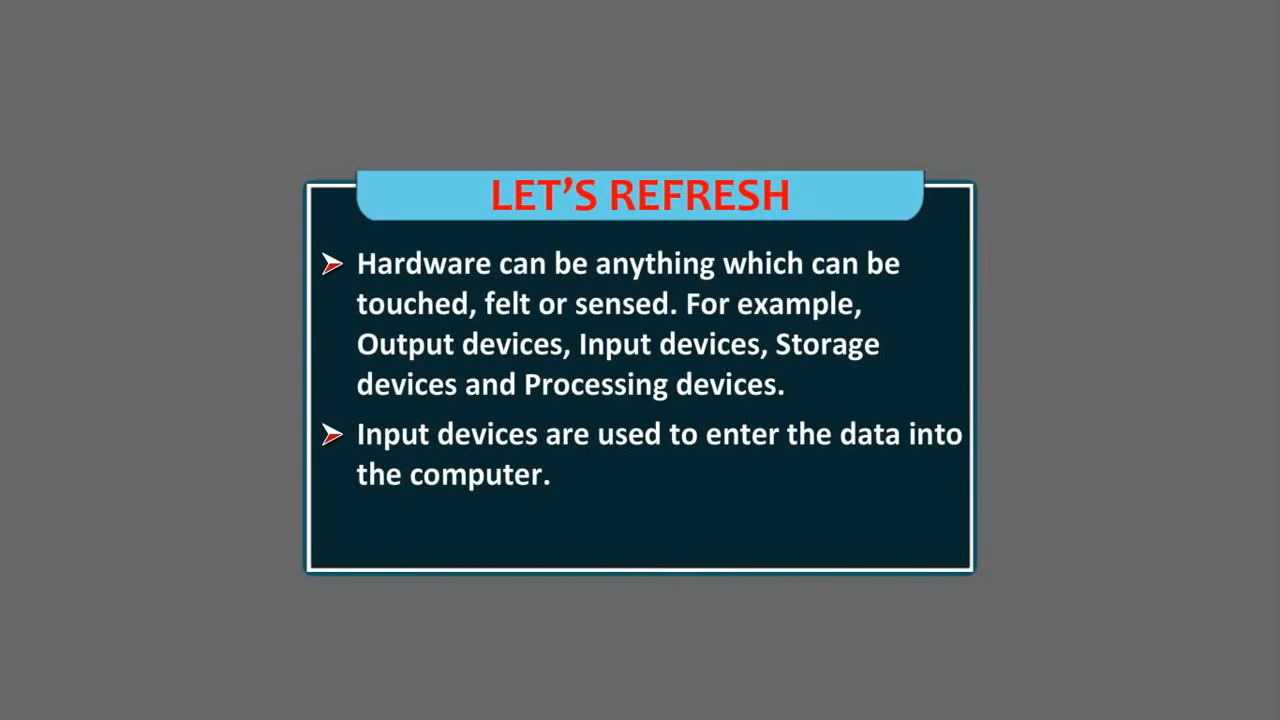 LET’S REFRESH
Hardware can be anything which can be
touched, felt or sensed. For example,
Output devices, Input devices, Storage
devices and Processing devices.
Input devices are used to enter the data into
the computer.